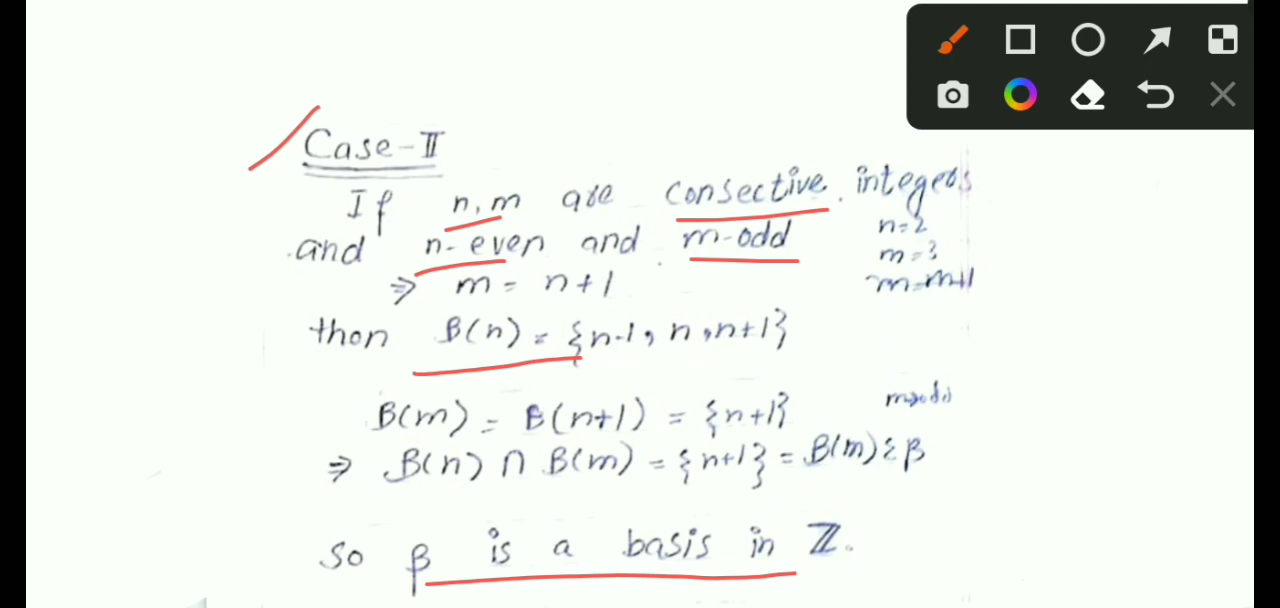 Case-II
If n, m are consective integers
and n-even and m-odd
n=2
m=3
⇒ m = n+1
then B(n) = {n-1, n, n+1}
B(m) = B(n+1) = {n+1}
⇒ B(n) ∩ B(m) = {n+1} = B(m) ε β
So β is a basis in ℤ.